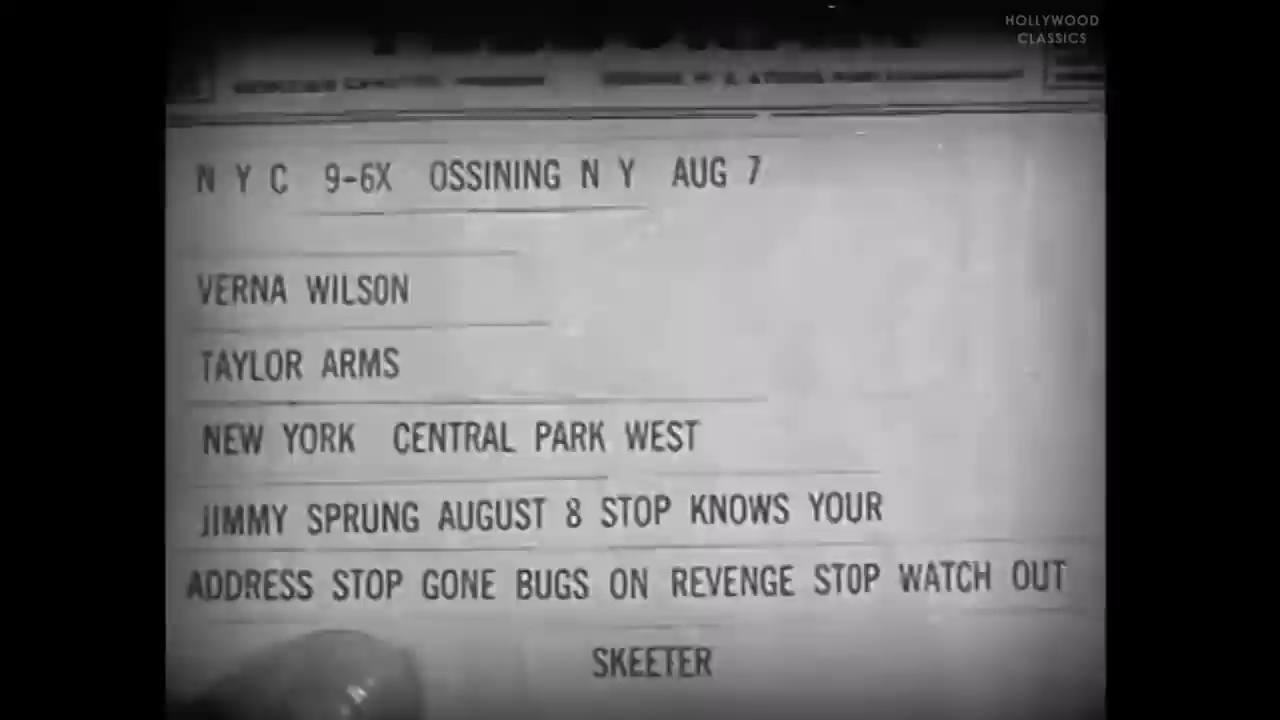 HOLLYWOOD
CLASSICS
N Y C 9-6X OSSINING N Y AUG 7
VERNA WILSON
TAYLOR ARMS
NEW YORK CENTRAL PARK WEST
JIMMY SPRUNG AUGUST 8 STOP KNOWS YOUR
ADDRESS STOP GONE BUGS ON REVENGE STOP WATCH OUT
SKEETER